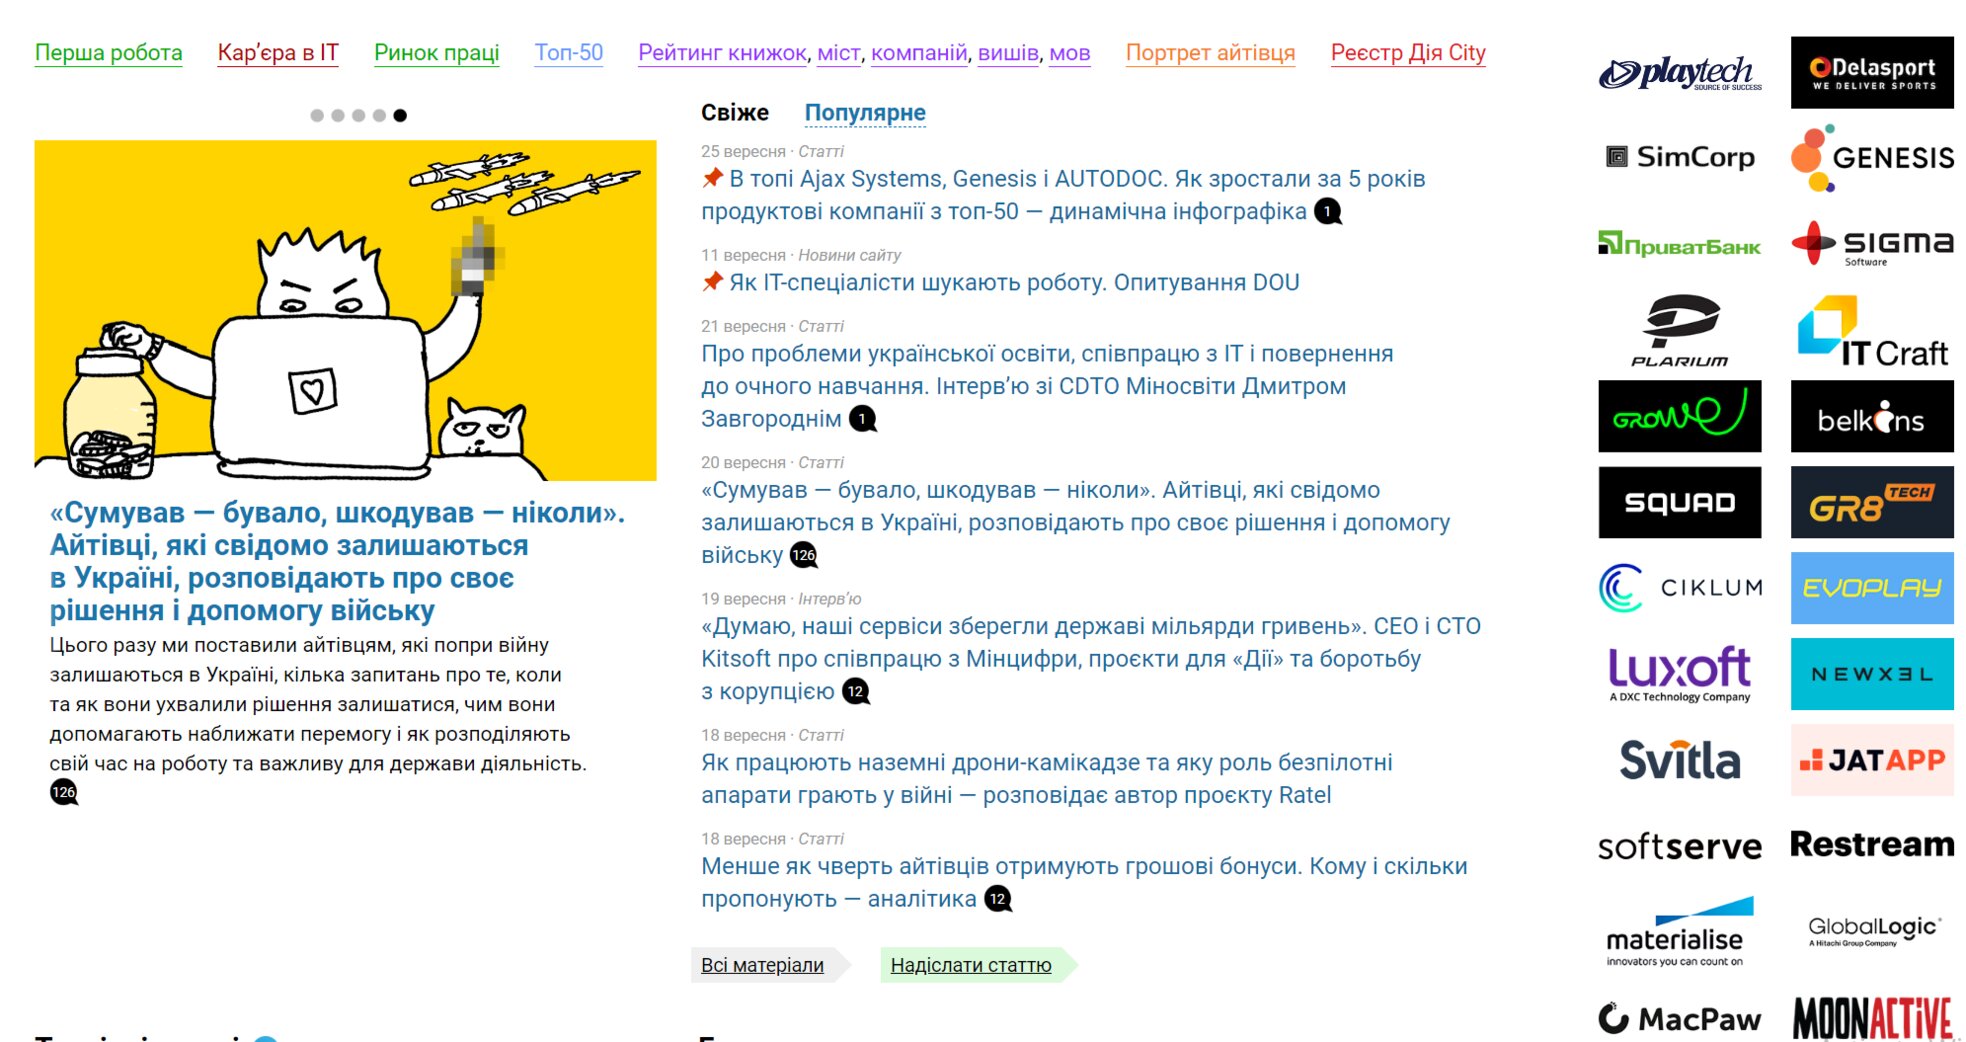 Перша робота Кар’єра в IT Ринок праці Топ-50 Рейтинг книжок, міст, компаній, вишів, мов Портрет айтівця Реєстр Дія City
«Сумував — бувало, шкодував — ніколи».
Айтівці, які свідомо залишаються
в Україні, розповідають про своє
рішення і допомогу війську
Цього разу ми поставили айтівцям, які попри війну
залишаються в Україні, кілька запитань про те, коли
та як вони ухвалили рішення залишатися, чим вони
допомагають наближати перемогу і як розподіляють
свій час на роботу та важливу для держави діяльність.
126
Свіже Популярне
25 вересня · Статті
В топі Ajax Systems, Genesis і AUTODOC. Як зростали за 5 років
продуктові компанії з топ-50 — динамічна інфографіка 1
11 вересня · Новини сайту
Як IT-спеціалісти шукають роботу. Опитування DOU
21 вересня · Статті
Про проблеми української освіти, співпрацю з IT і повернення
до очного навчання. Інтерв’ю зі CDTO Міносвіти Дмитром
Завгороднім 1
20 вересня · Статті
«Сумував — бувало, шкодував — ніколи». Айтівці, які свідомо
залишаються в Україні, розповідають про своє рішення і допомогу
війську 126
19 вересня · Інтерв’ю
«Думаю, наші сервіси зберегли державі мільярди гривень». CEO і CTO
Kitsoft про співпрацю з Мінцифри, проєкти для «Дії» та боротьбу
з корупцією 12
18 вересня · Статті
Як працюють наземні дрони-камікадзе та яку роль безпілотні
апарати грають у війні — розповідає автор проєкту Ratel
18 вересня · Статті
Менше як чверть айтівців отримують грошові бонуси. Кому і скільки
пропонують — аналітика 12
Всі матеріали Надіслати статтю
playtech
SOURCE OF SUCCESS
Delasport
WE DELIVER SPORTS
SimCorp
GENESIS
ПриватБанк
SIGMA
Software
PLARIUM
IT Craft
GROWE
belkins
SQUAD
GR8 TECH
CIKLUM
EVOPLAY
Luxoft
A DXC Technology Company
NEWXEL
Svitla
JATAPP
softserve
Restream
materialise
innovators you can count on
GlobalLogic
A Hitachi Group Company
MacPaw
MOONACTIVE